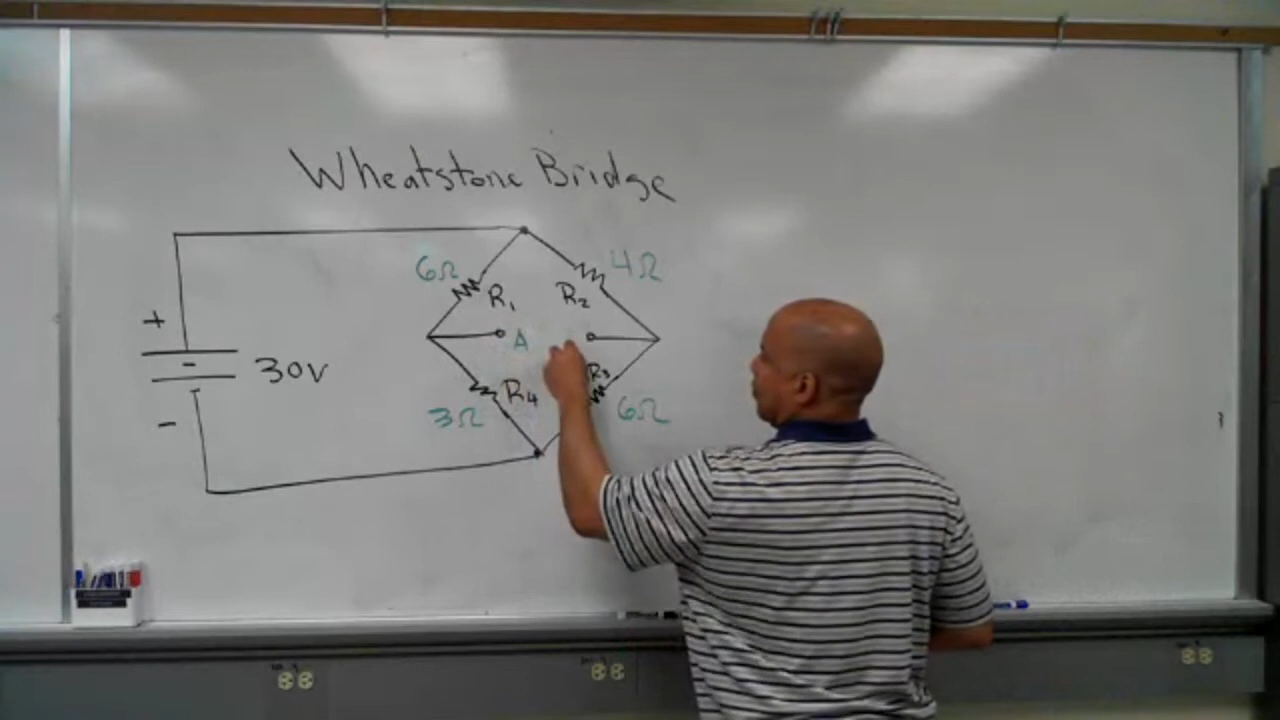 Wheatstone Bridge
6Ω
4Ω
R₁
R₂
+
A
30v
R₃
R₄
3Ω
6Ω
-